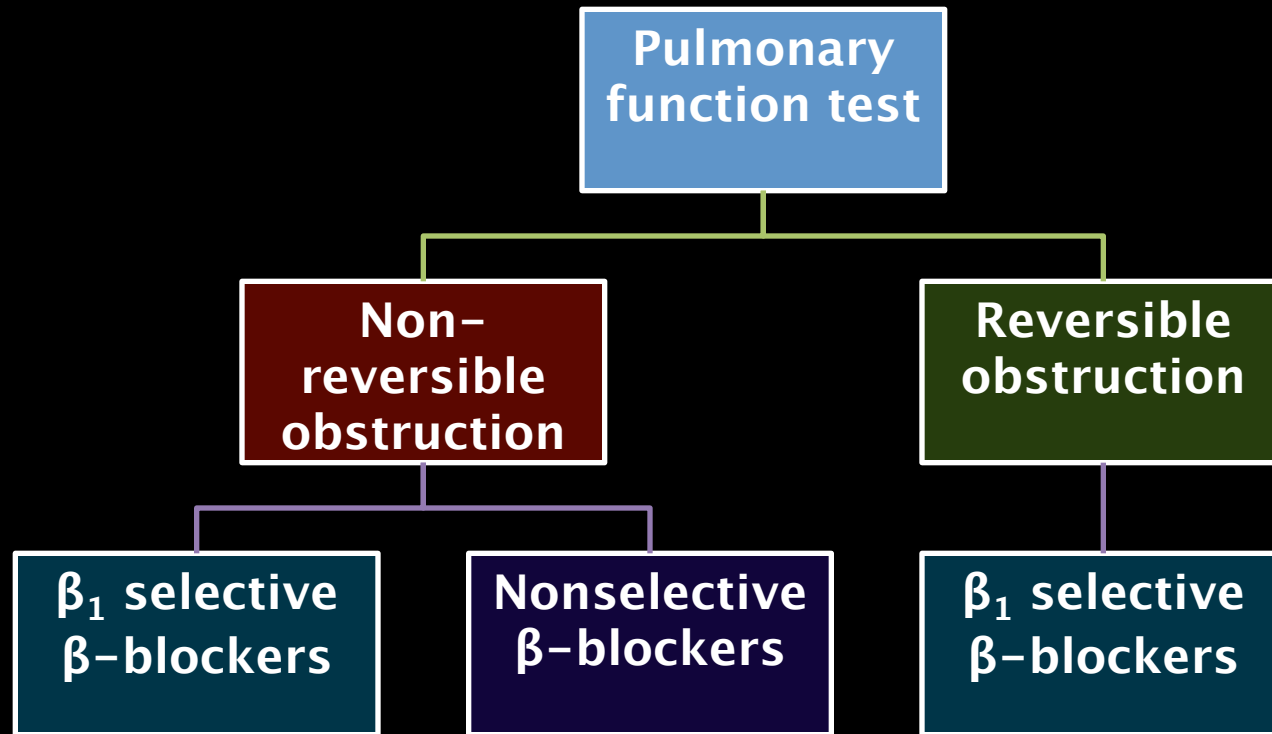 Pulmonary
function test
Non-
reversible
obstruction
Reversible
obstruction
β₁ selective
β-blockers
Nonselective
β-blockers
β₁ selective
β-blockers